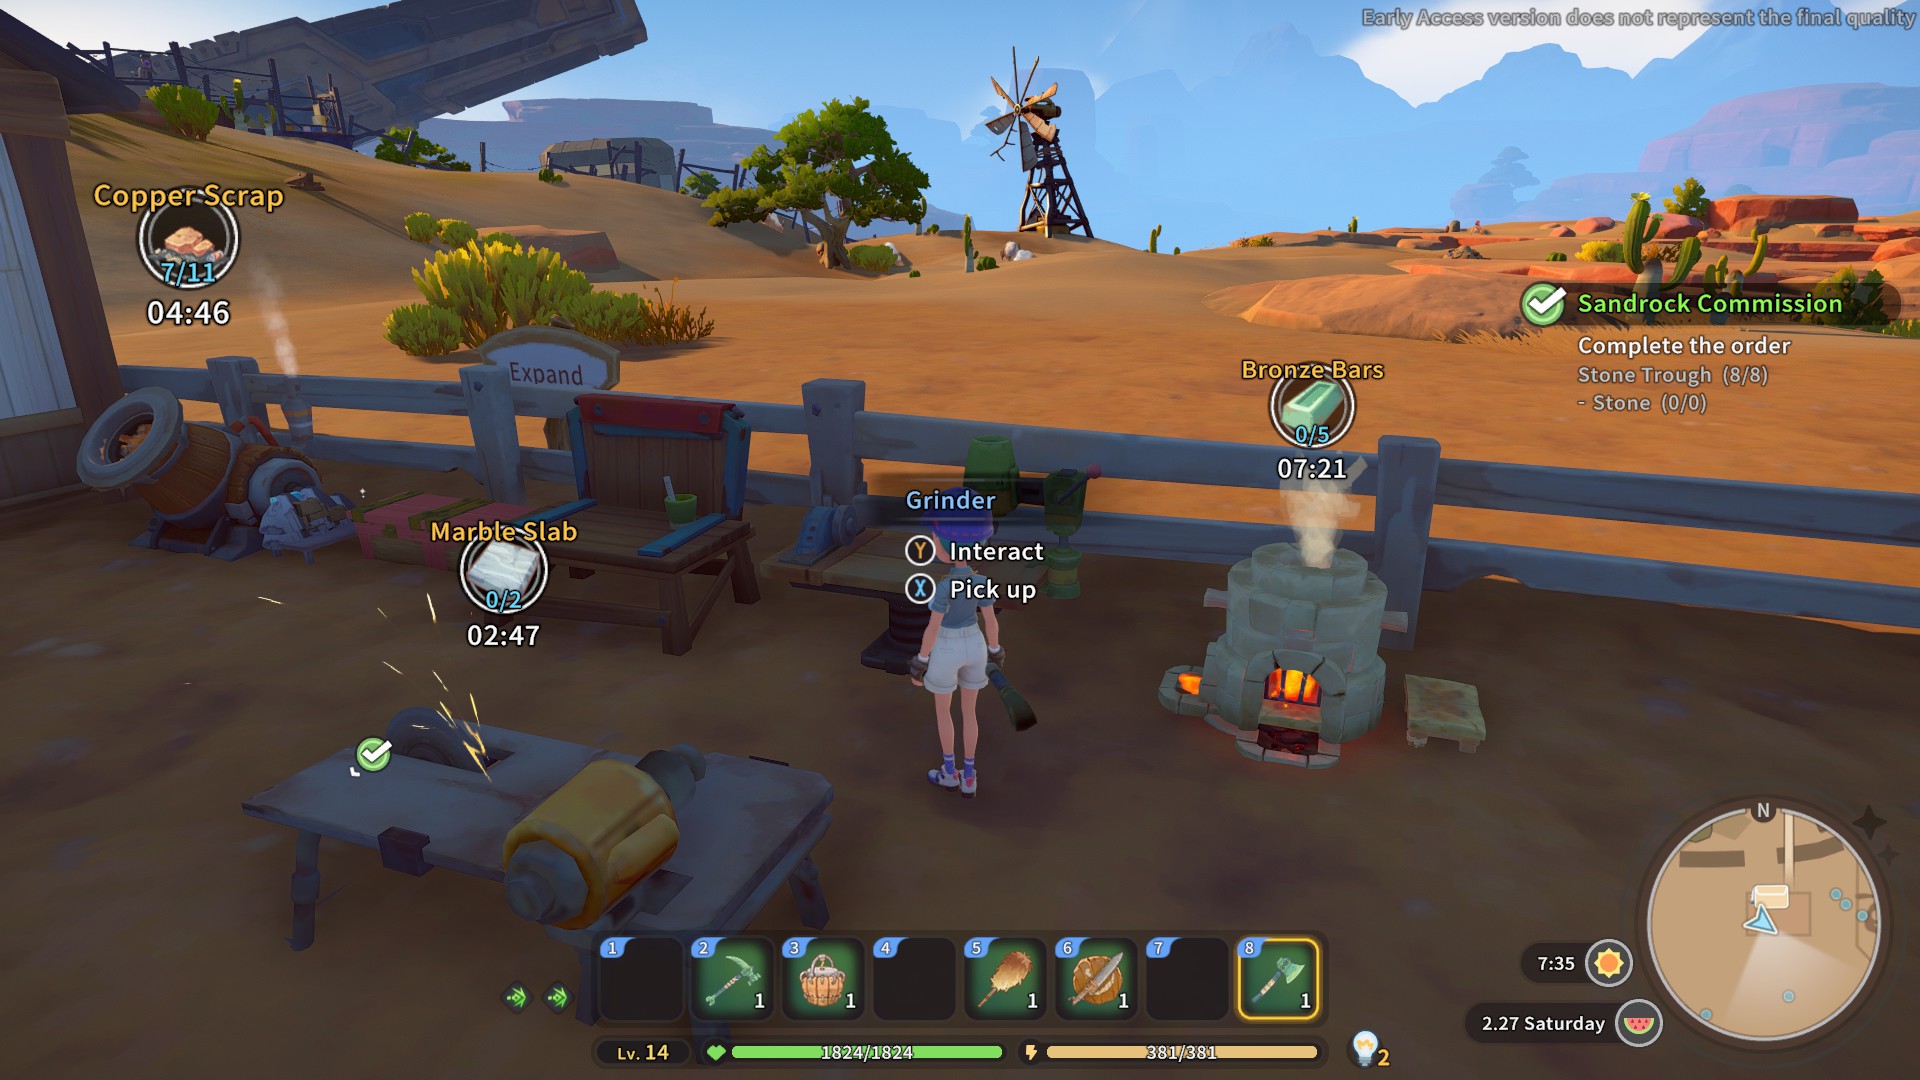 Early Access version does not represent the final quality
Copper Scrap
7/11
04:46
Sandrock Commission
Complete the order
Stone Trough (8/8)
- Stone (0/0)
Expand
Bronze Bars
0/5
07:21
Grinder
Y Interact
X Pick up
Marble Slab
0/2
02:47
N
1
2
1
3
1
4
5
1
6
1
7
8
1
7:35
2.27 Saturday
Lv. 14
1824/1824
381/381
2